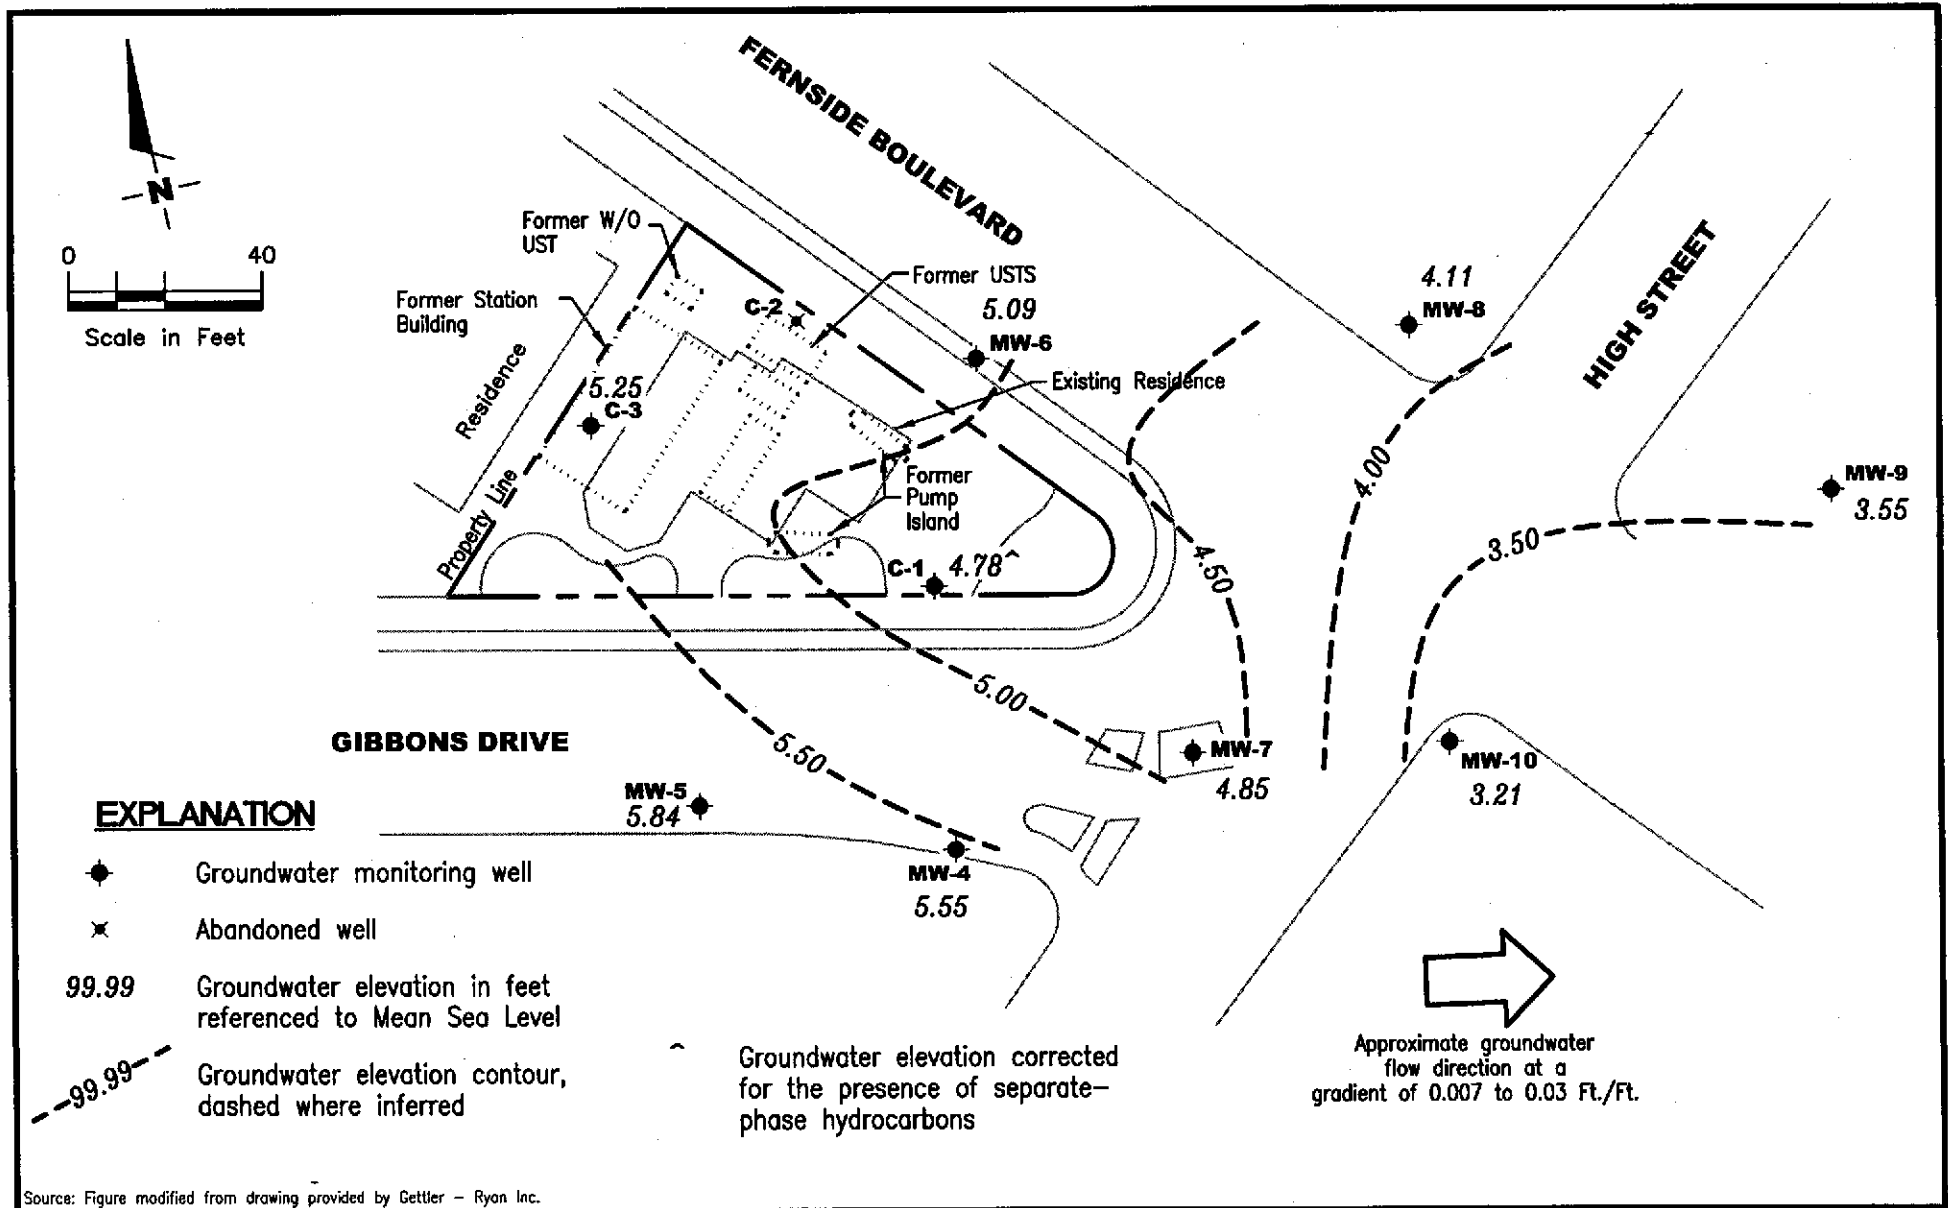 FERNSIDE BOULEVARD
N
0 40
Scale in Feet
Former W/O
UST
Former USTS
C-2
5.09
MW-6
4.11
MW-8
HIGH STREET
Former Station
Building
Residence
5.25
C-3
Existing Residence
4.00
MW-9
3.55
Former
Pump
Island
Property Line
C-1 4.78^
4.50
3.50
5.00
GIBBONS DRIVE
5.50
MW-7
4.85
MW-10
3.21
MW-5
5.84
MW-4
5.55
EXPLANATION
Groundwater monitoring well
Abandoned well
99.99 Groundwater elevation in feet
referenced to Mean Sea Level
99.99 Groundwater elevation contour,
dashed where inferred
^ Groundwater elevation corrected
for the presence of separate-
phase hydrocarbons
Approximate groundwater
flow direction at a
gradient of 0.007 to 0.03 Ft./Ft.
Source: Figure modified from drawing provided by Gettler - Ryan Inc.